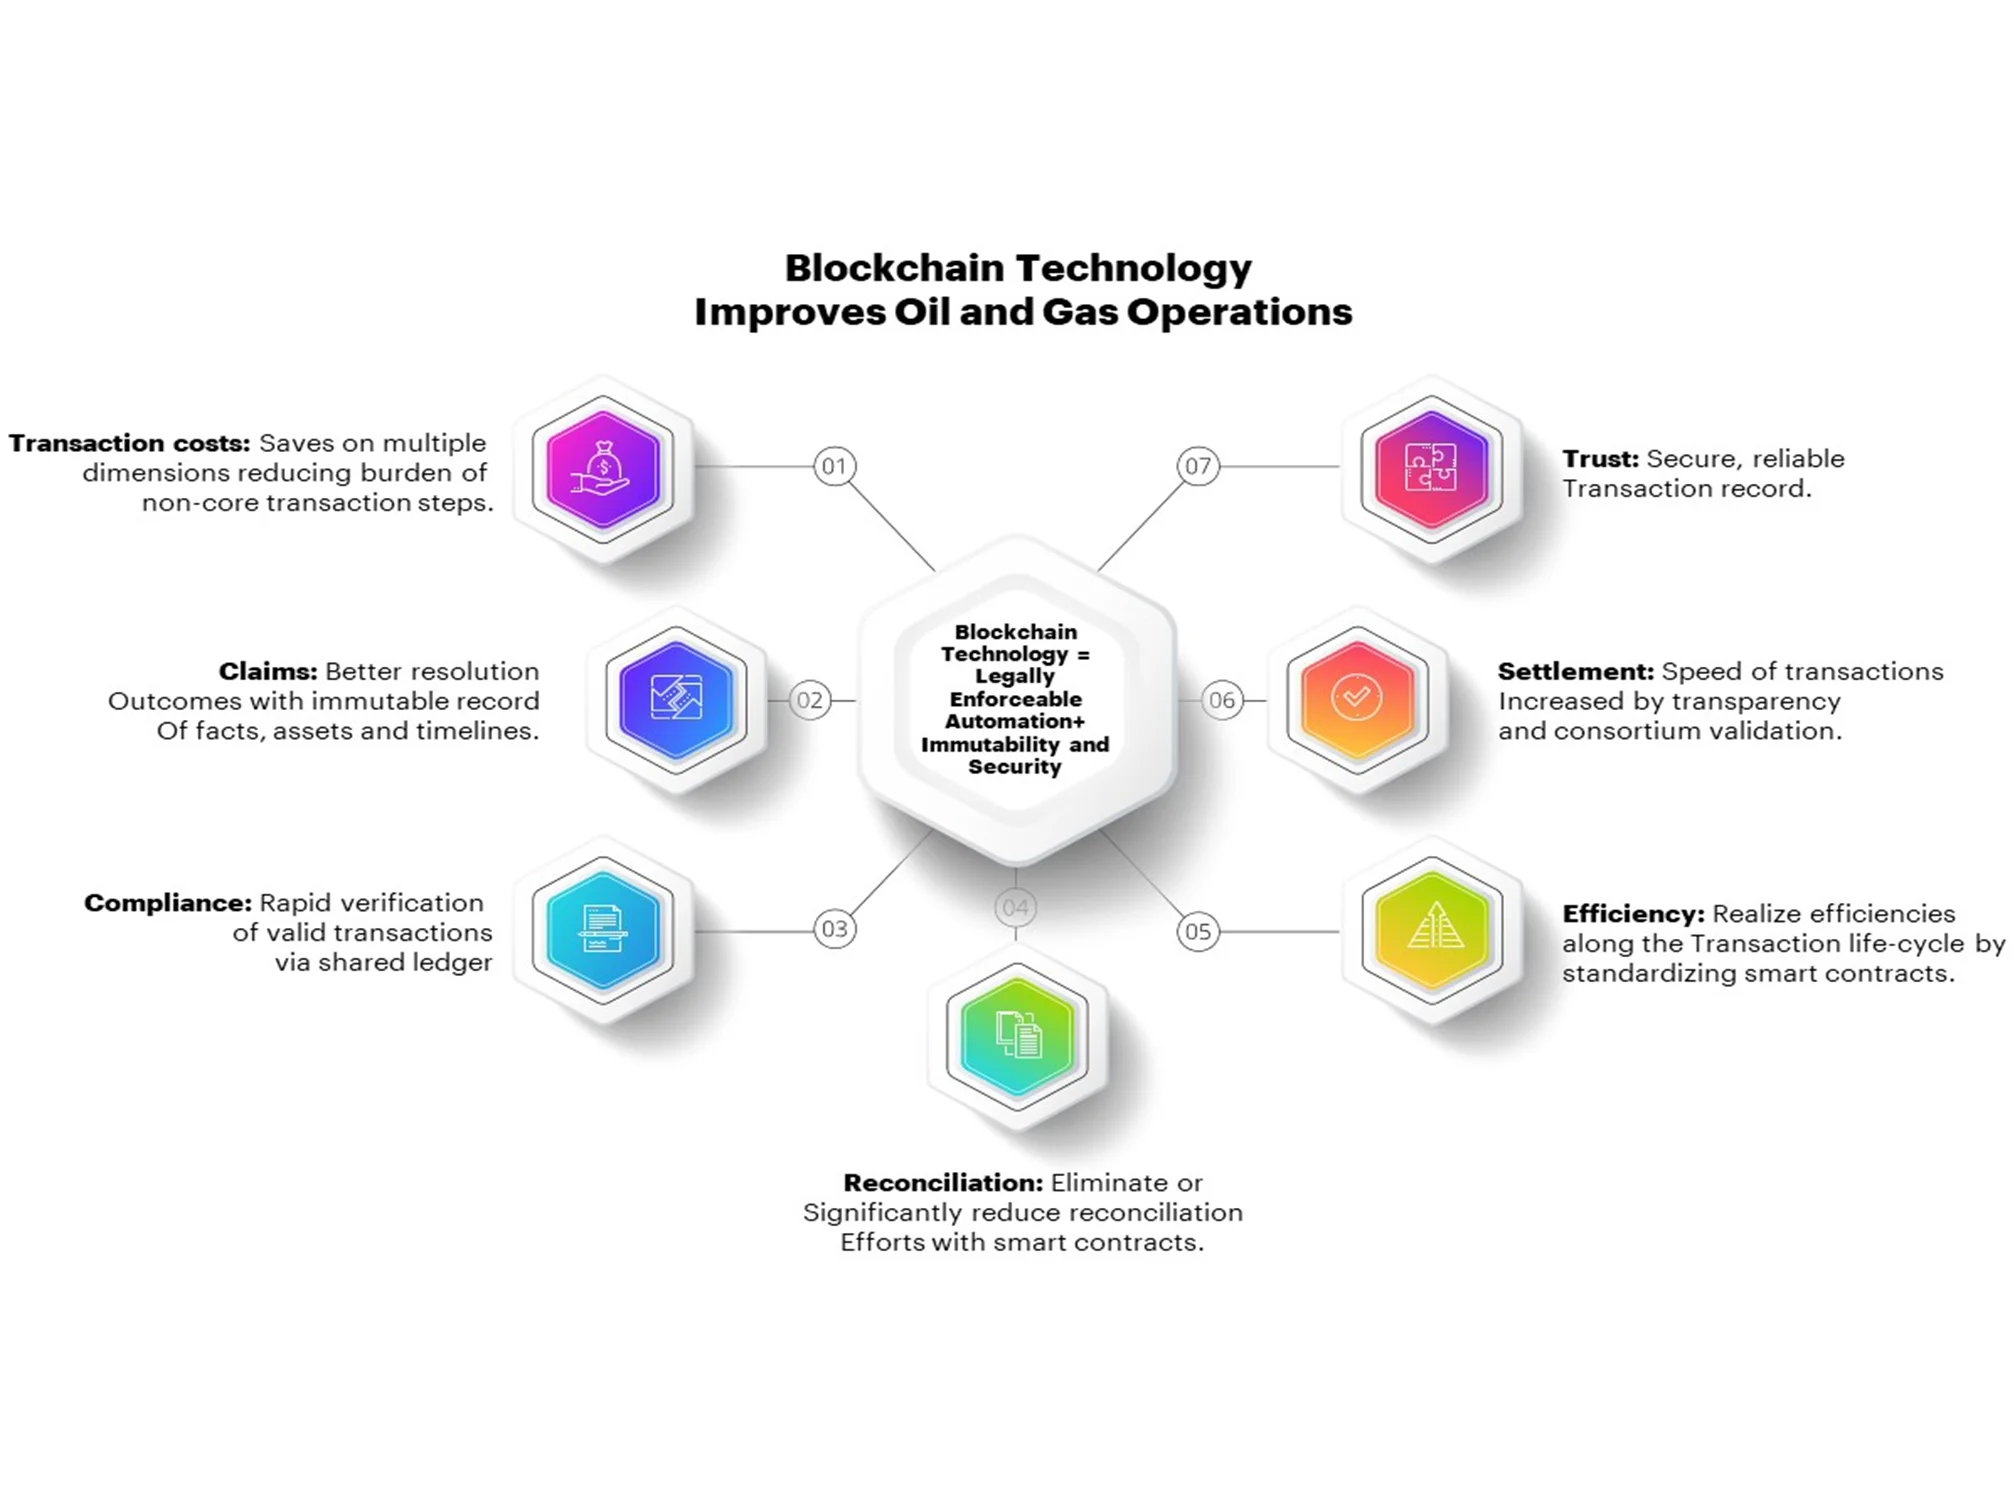 Blockchain Technology
Improves Oil and Gas Operations
Transaction costs: Saves on multiple
dimensions reducing burden of
non-core transaction steps.
01
Claims: Better resolution
Outcomes with immutable record
Of facts, assets and timelines.
02
Compliance: Rapid verification
of valid transactions
via shared ledger
03
Blockchain
Technology =
Legally
Enforceable
Automation+
Immutability and
Security
04
Reconciliation: Eliminate or
Significantly reduce reconciliation
Efforts with smart contracts.
05
Efficiency: Realize efficiencies
along the Transaction life-cycle by
standardizing smart contracts.
06
Settlement: Speed of transactions
Increased by transparency
and consortium validation.
07
Trust: Secure, reliable
Transaction record.